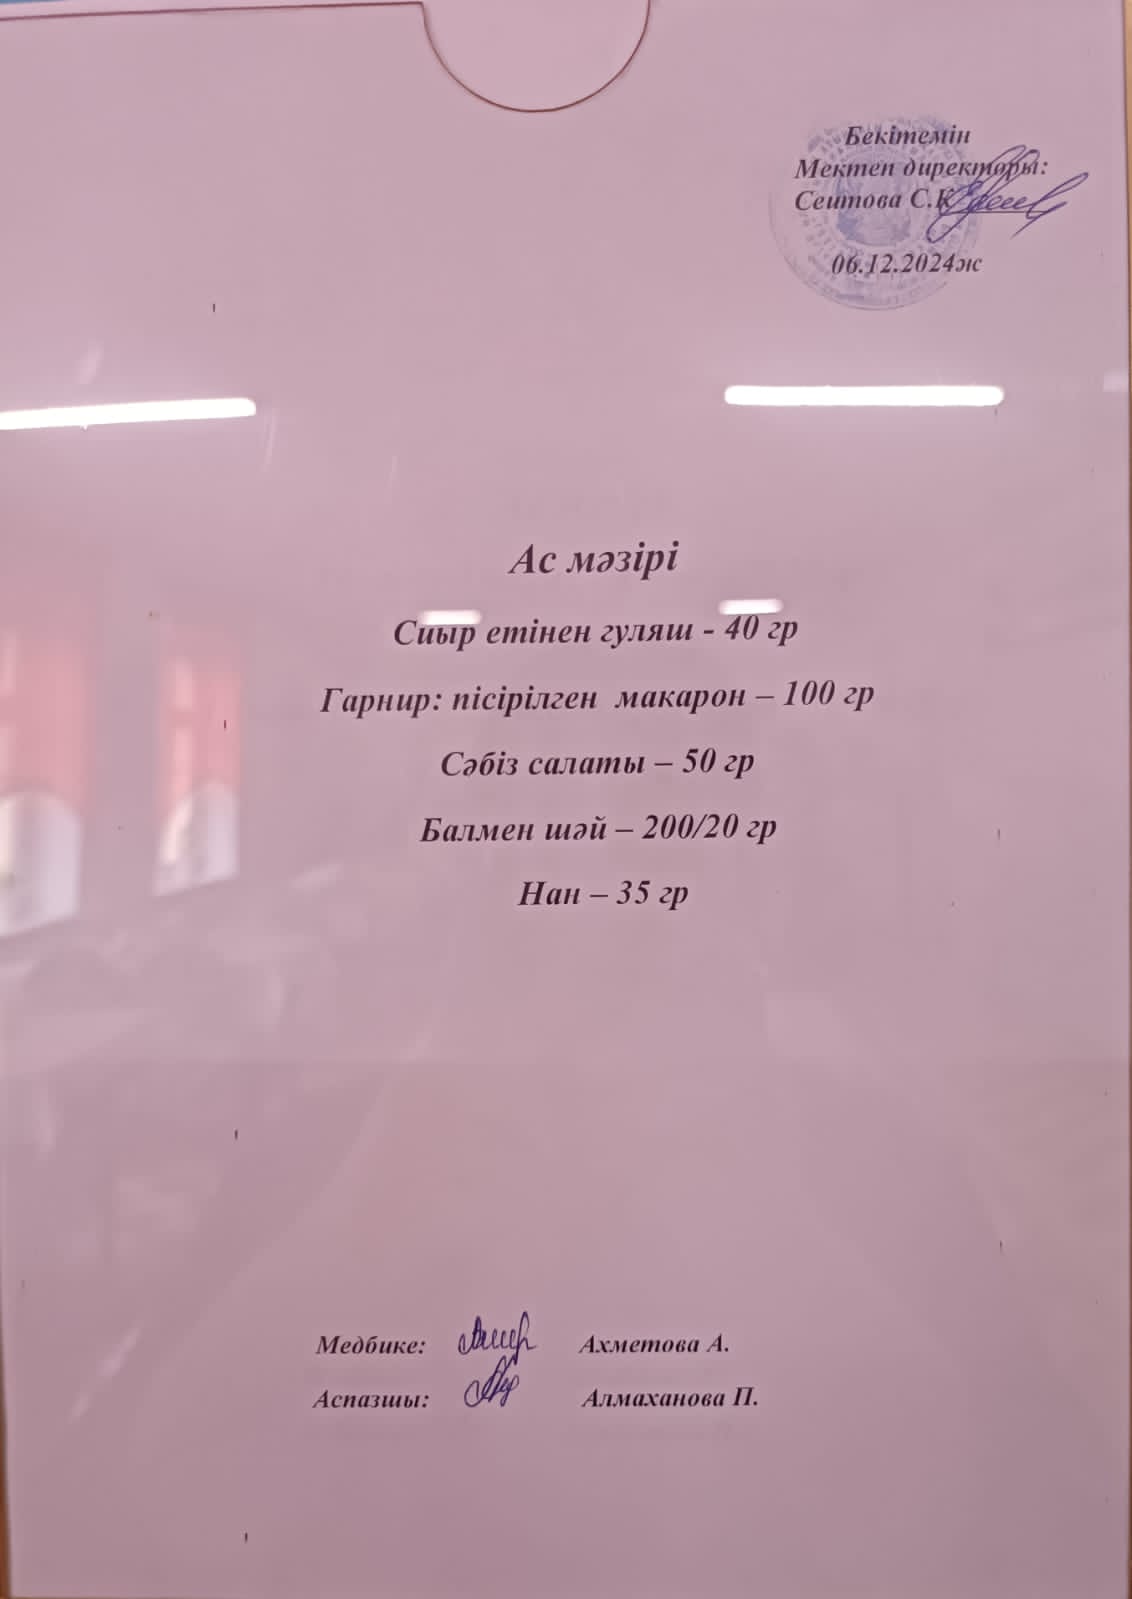 Бекітемін
Мектеп директоры:
Сеитова С.К
06.12.2024ж
Ас мәзірі
Сиыр етінен гуляш - 40 гр
Гарнир: пісірілген макарон – 100 гр
Сәбіз салаты – 50 гр
Балмен шәй – 200/20 гр
Нан – 35 гр
Медбике: Ахметова А.
Аспазшы: Алмаханова П.